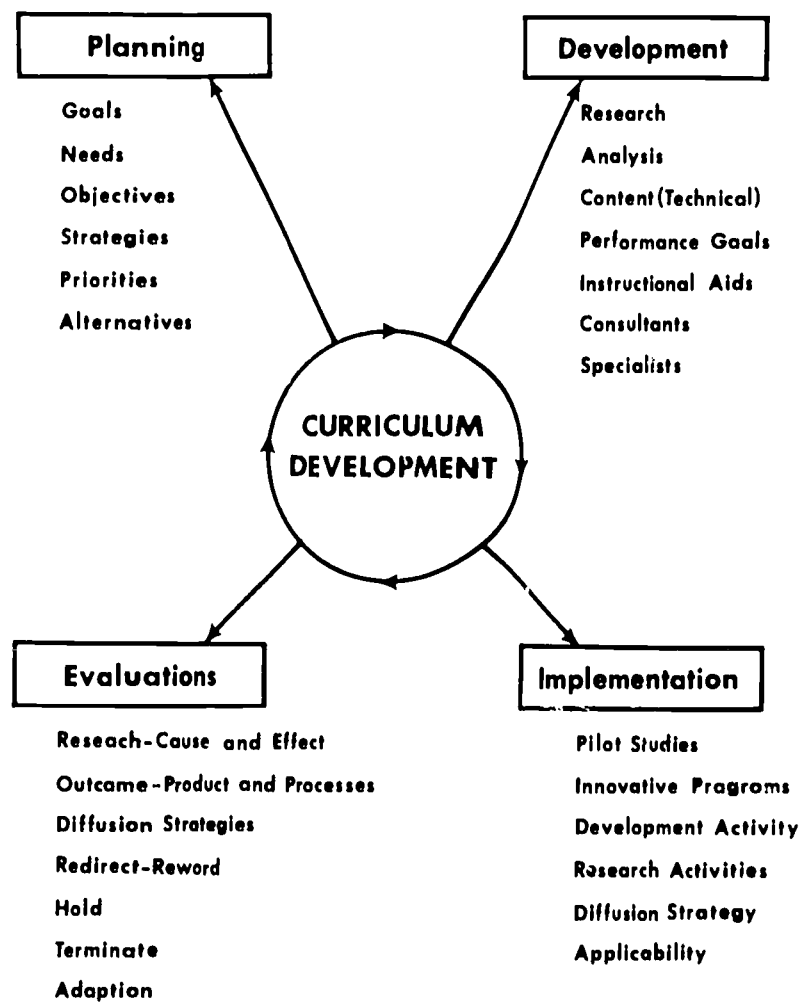 Planning
Goals
Needs
Objectives
Strategies
Priorities
Alternatives
Development
Research
Analysis
Content(Technical)
Performance Goals
Instructional Aids
Consultants
Specialists
CURRICULUM
DEVELOPMENT
Evaluations
Reseach-Cause and Effect
Outcame-Product and Processes
Diffusion Strategies
Redirect-Reword
Hold
Terminate
Adaption
Implementation
Pilot Studies
Innovative Programs
Development Activity
Research Activities
Diffusion Strategy
Applicability